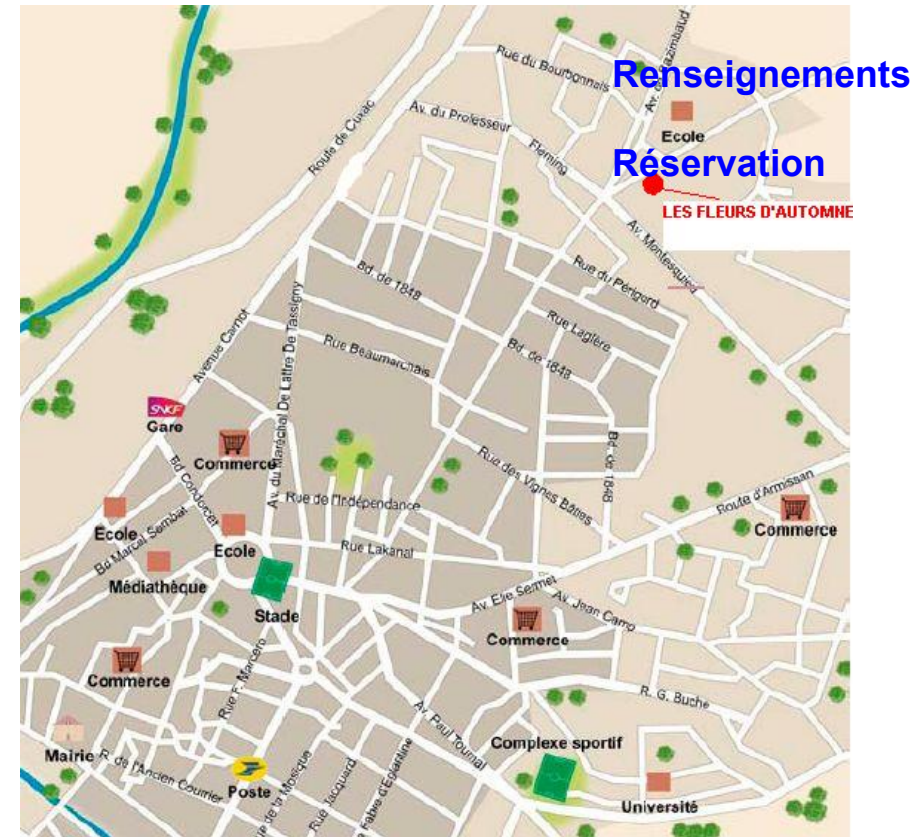 Renseignements
Rue du Bourbonnais
Av. du Professeur
Fleming
Ecole
Route de Cuxac
Réservation
LES FLEURS D'AUTOMNE
Av. Montesquieu
Rue du Périgord
Bd. de 1848
Rue Lagière
Rue Beaumarchais
Bd. de 1848
Avenue Carnot
Av. du Maréchal De Lattre De Tassigny
SNCF
Gare
Commerce
Bd Condorcet
Rue des Vignes Bâties
Bd. de 1848
Route d'Armissan
Commerce
Rue de l'Indépendance
Ecole
Ecole
Bd Marcel Sembat
Rue Lakanal
Médiathèque
Stade
Av. Elie Sermet
Av. Jean Camp
Commerce
Commerce
Rue F. Marcero
R. G. Buche
Av. Paul Tournal
Mairie
R. de l'Ancien Courrier
Poste
Complexe sportif
Université
Rue Jacquard